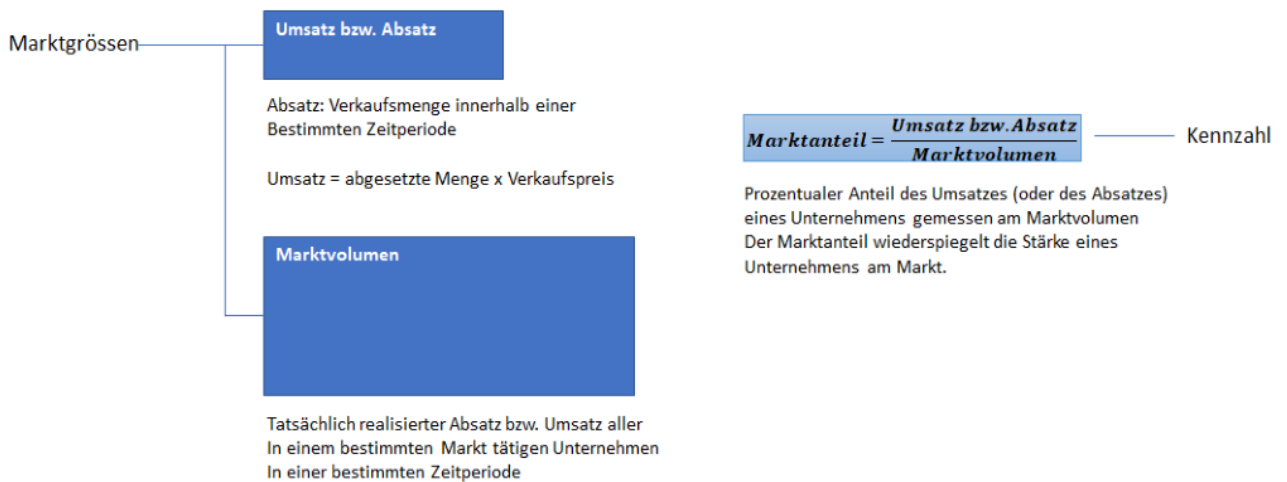 Marktgrössen
Umsatz bzw. Absatz
Absatz: Verkaufsmenge innerhalb einer
Bestimmten Zeitperiode
Umsatz = abgesetzte Menge x Verkaufspreis
Marktvolumen
Tatsächlich realisierter Absatz bzw. Umsatz aller
In einem bestimmten Markt tätigen Unternehmen
In einer bestimmten Zeitperiode
Marktanteil = Umsatz bzw.Absatz
Marktvolumen
Kennzahl
Prozentualer Anteil des Umsatzes (oder des Absatzes)
eines Unternehmens gemessen am Marktvolumen
Der Marktanteil wiederspiegelt die Stärke eines
Unternehmens am Markt.